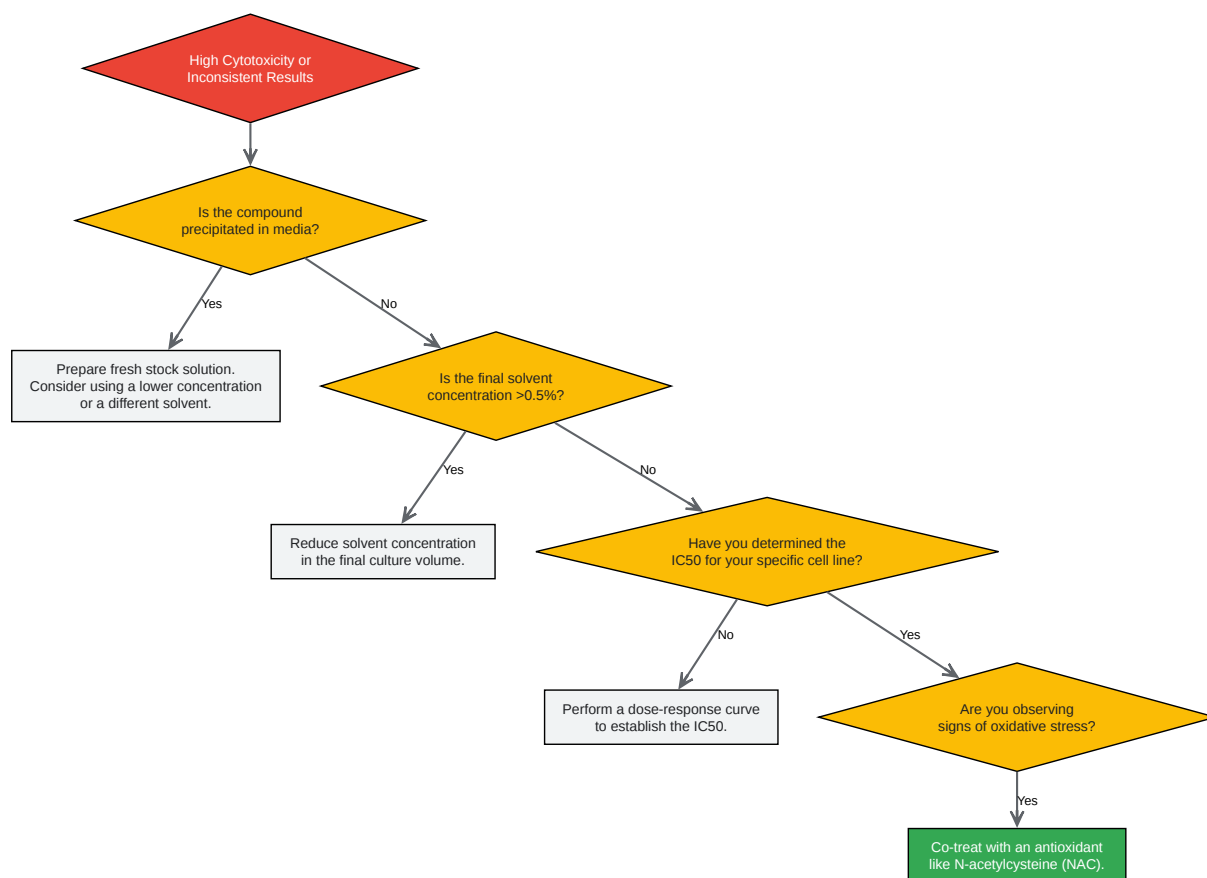 High Cytotoxicity or
Inconsistent Results
Is the compound
precipitated in media?
Yes
No
Prepare fresh stock solution.
Consider using a lower concentration
or a different solvent.
Is the final solvent
concentration >0.5%?
Yes
No
Reduce solvent concentration
in the final culture volume.
Have you determined the
IC50 for your specific cell line?
No
Yes
Perform a dose-response curve
to establish the IC50.
Are you observing
signs of oxidative stress?
Yes
Co-treat with an antioxidant
like N-acetylcysteine (NAC).